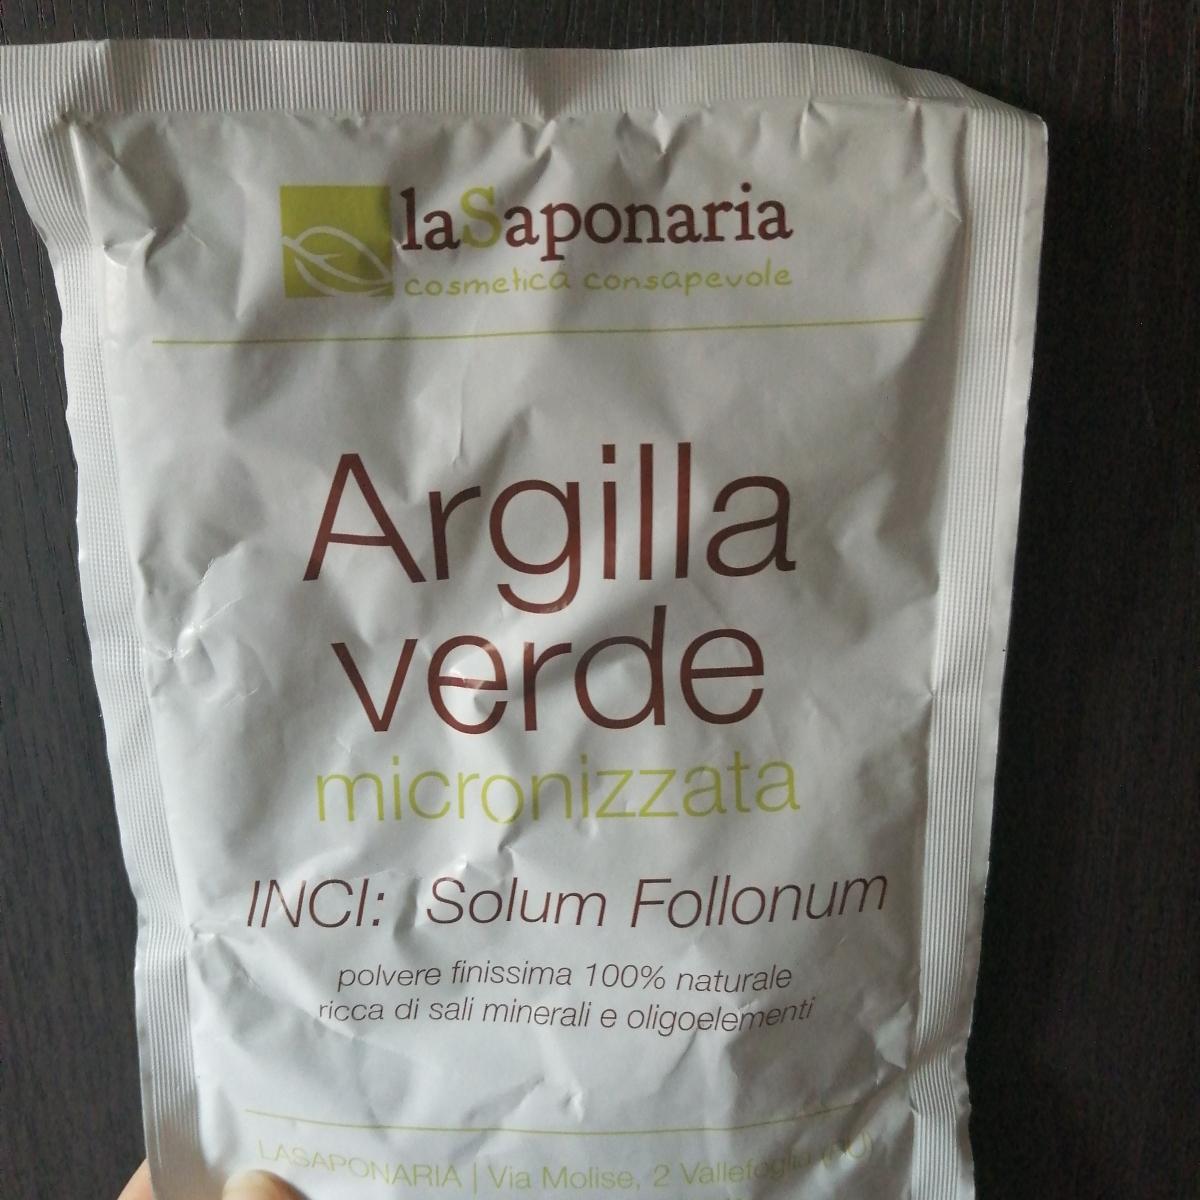 laSaponaria
cosmetica consapevole
Argilla
verde
micronizzata
INCI: Solum Follonum
polvere finissima 100% naturale
ricca di sali minerali e oligoelementi
LASAPONARIA | Via Molise, 2 Vallefoglia (PU)